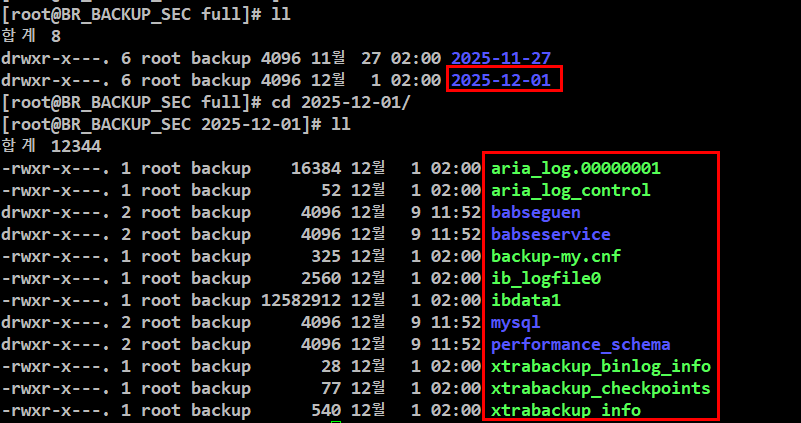 [root@BR_BACKUP_SEC full]# ll
합계 8
drwxr-x---. 6 root backup 4096 11월 27 02:00 2025-11-27
drwxr-x---. 6 root backup 4096 12월  1 02:00 2025-12-01
[root@BR_BACKUP_SEC full]# cd 2025-12-01/
[root@BR_BACKUP_SEC 2025-12-01]# ll
합계 12344
-rwxr-x---. 1 root backup    16384 12월  1 02:00 aria_log.00000001
-rwxr-x---. 1 root backup       52 12월  1 02:00 aria_log_control
drwxr-x---. 2 root backup     4096 12월  9 11:52 babseguen
drwxr-x---. 2 root backup     4096 12월  9 11:52 babseservice
-rwxr-x---. 1 root backup      325 12월  1 02:00 backup-my.cnf
-rwxr-x---. 1 root backup     2560 12월  1 02:00 ib_logfile0
-rwxr-x---. 1 root backup 12582912 12월  1 02:00 ibdata1
drwxr-x---. 2 root backup     4096 12월  9 11:52 mysql
drwxr-x---. 2 root backup     4096 12월  9 11:52 performance_schema
-rwxr-x---. 1 root backup       28 12월  1 02:00 xtrabackup_binlog_info
-rwxr-x---. 1 root backup       77 12월  1 02:00 xtrabackup_checkpoints
-rwxr-x---. 1 root backup      540 12월  1 02:00 xtrabackup_info